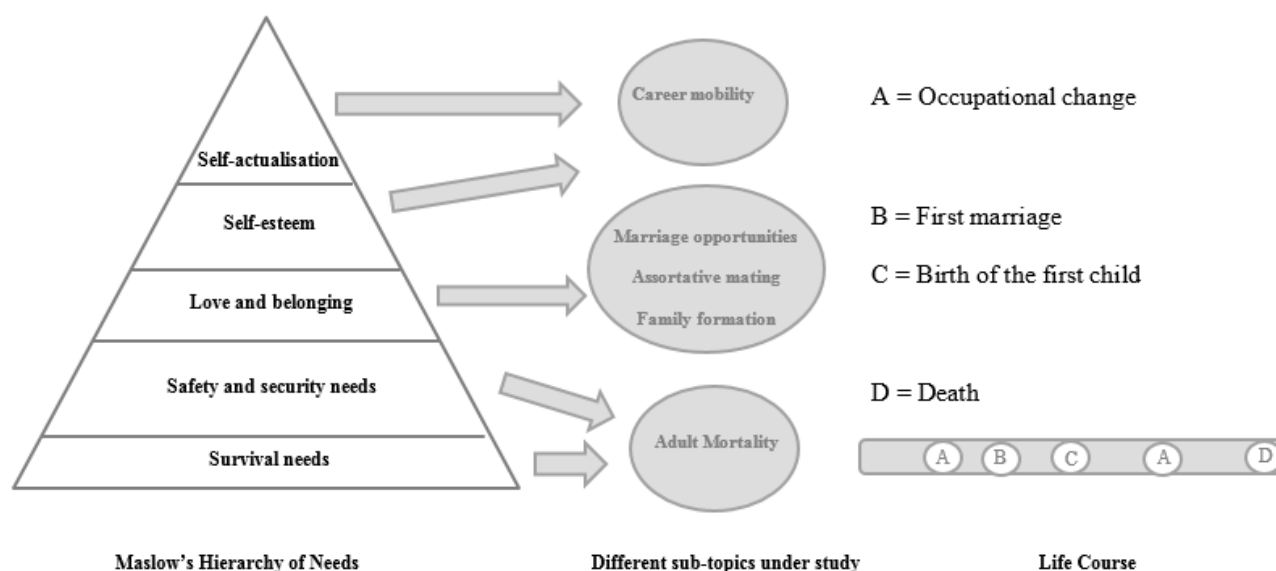 Self-actualisation
Self-esteem
Love and belonging
Safety and security needs
Survival needs
Maslow's Hierarchy of Needs
Career mobility
Marriage opportunities
Assortative mating
Family formation
Adult Mortality
Different sub-topics under study
A = Occupational change
B = First marriage
C = Birth of the first child
D = Death
A B C A D
Life Course